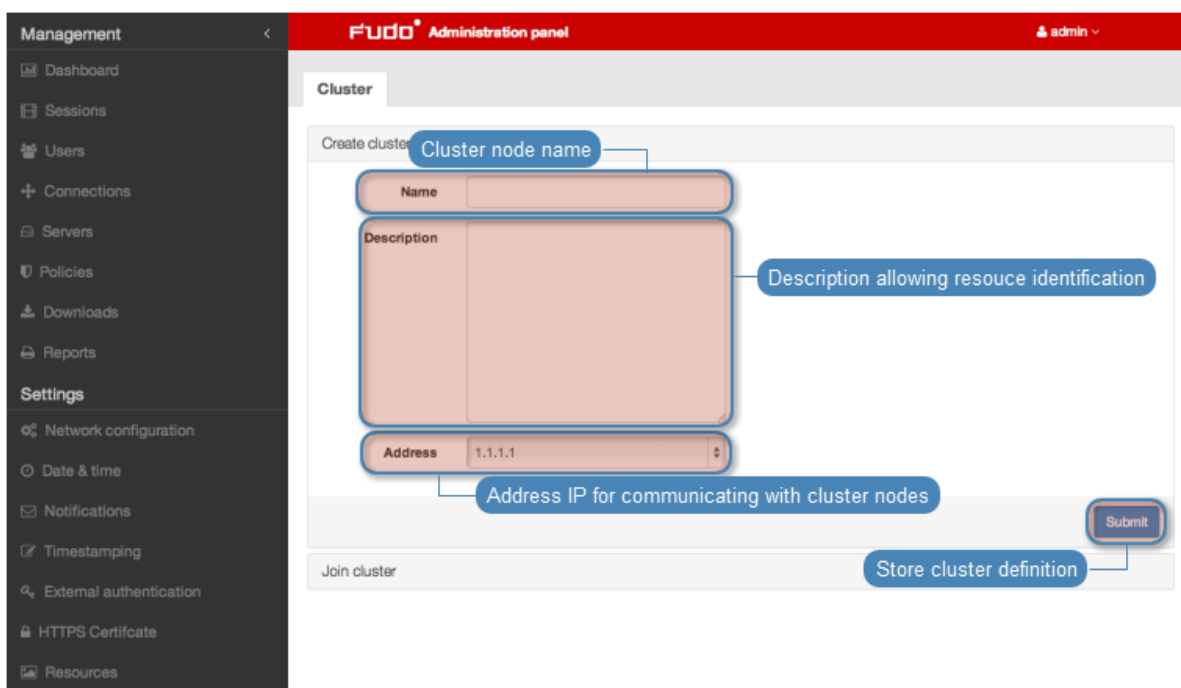 Management
FUDO Administration panel
admin
Dashboard
Sessions
Users
Connections
Servers
Policies
Downloads
Reports
Settings
Network configuration
Date & time
Notifications
Timestamping
External authentication
HTTPS Certifcate
Resources
Cluster
Create cluster
Cluster node name
Name
Description
Description allowing resouce identification
Address 1.1.1.1
Address IP for communicating with cluster nodes
Submit
Store cluster definition
Join cluster